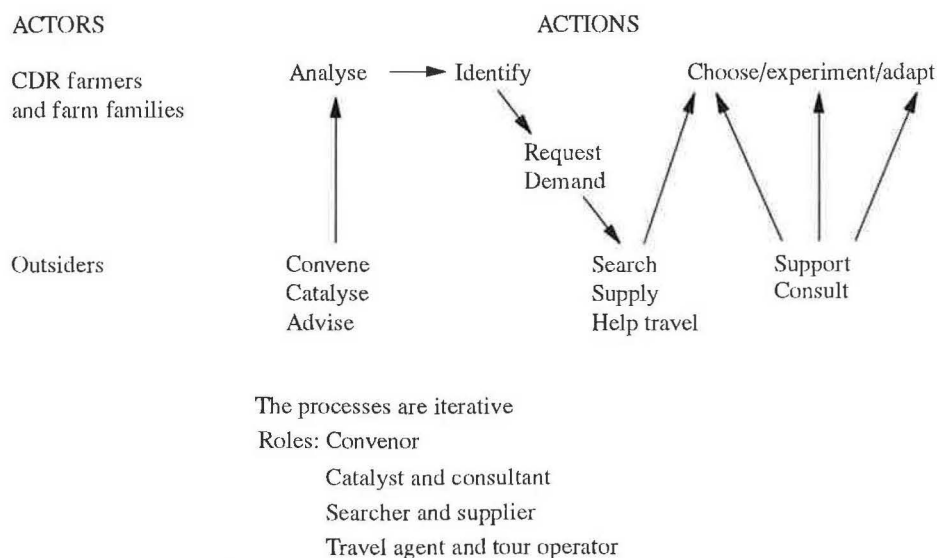 ACTORS
ACTIONS
CDR farmers
and farm families
Analyse
Identify
Choose/experiment/adapt
Request
Demand
Outsiders
Convene
Catalyse
Advise
Search
Supply
Help travel
Support
Consult
The processes are iterative
Roles: Convenor
Catalyst and consultant
Searcher and supplier
Travel agent and tour operator